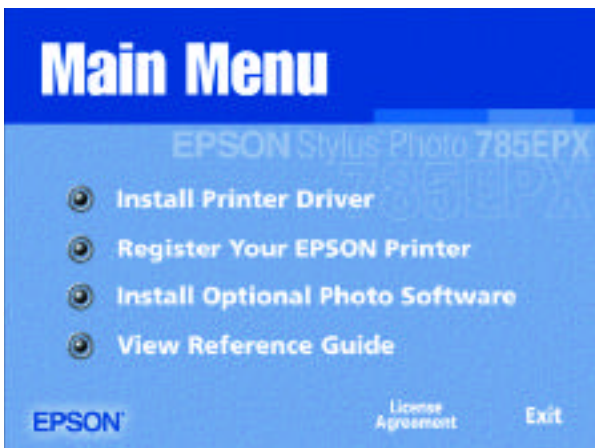 Main Menu
EPSON Stylus Photo 785EPX
785EPX
Install Printer Driver
Register Your EPSON Printer
Install Optional Photo Software
View Reference Guide
EPSON
License
Agreement
Exit